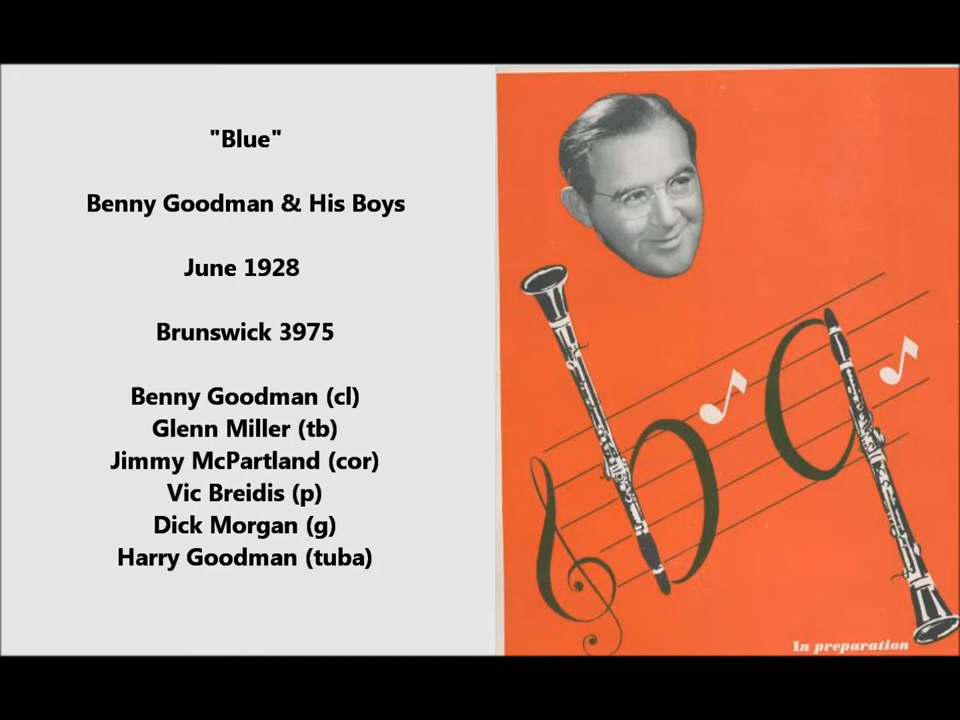 "Blue"
Benny Goodman & His Boys
June 1928
Brunswick 3975
Benny Goodman (cl)
Glenn Miller (tb)
Jimmy McPartland (cor)
Vic Breidis (p)
Dick Morgan (g)
Harry Goodman (tuba)
bg
In preparation